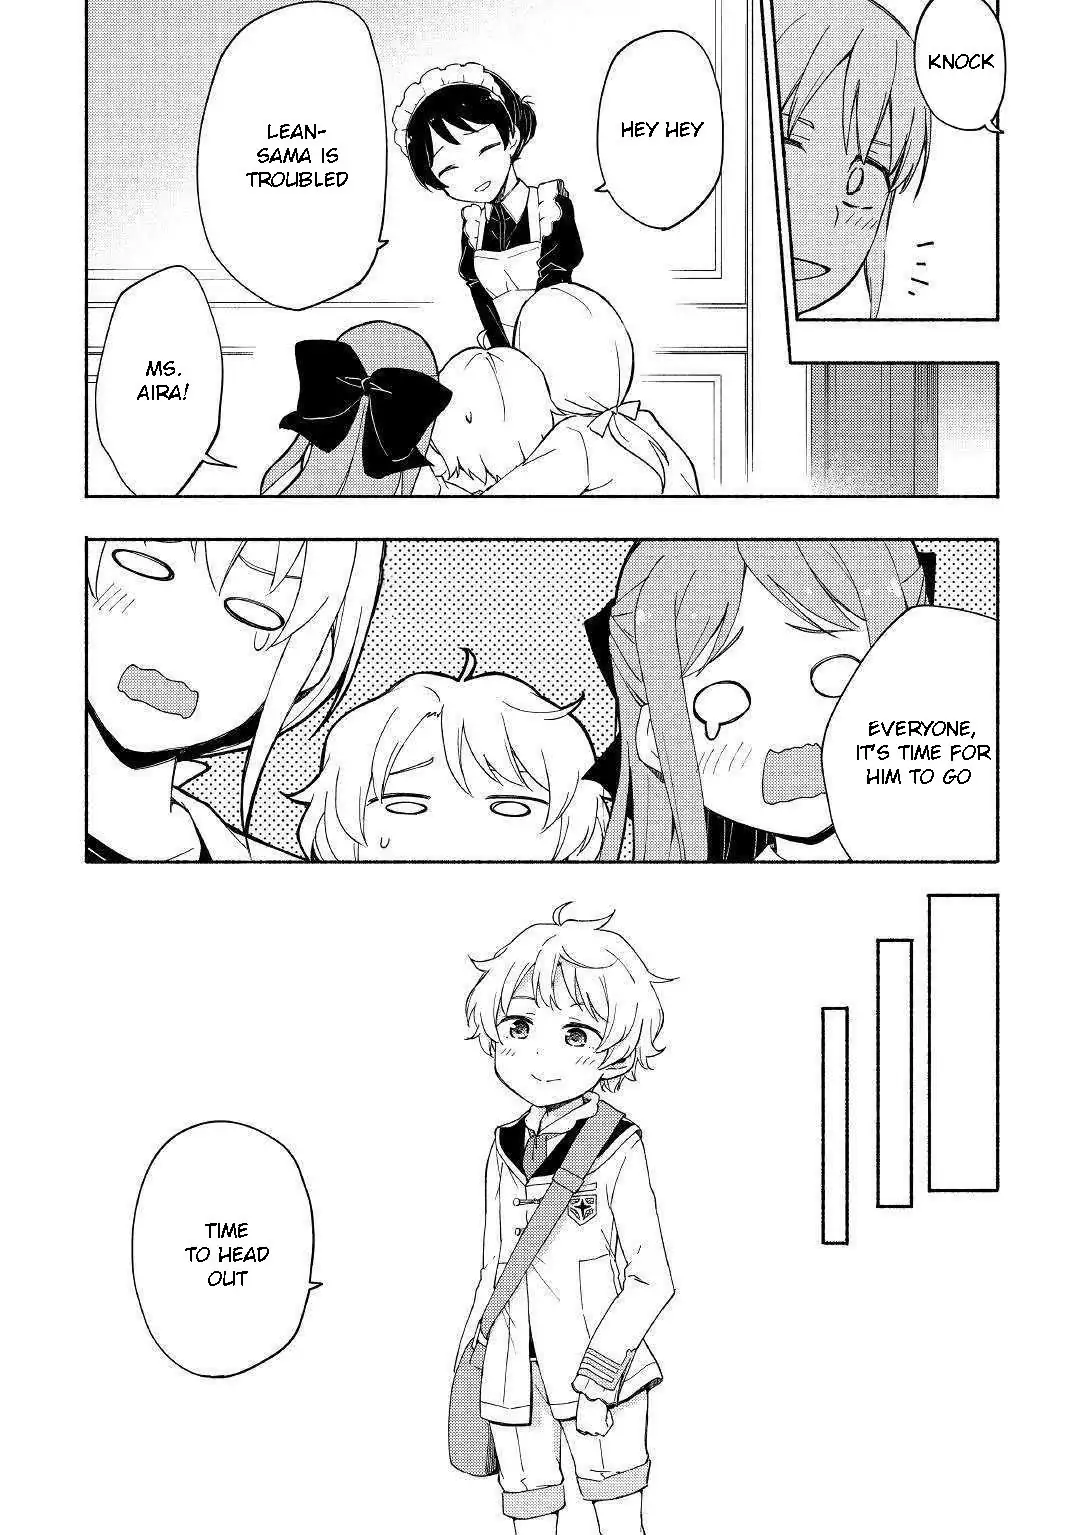 KNOCK
HEY HEY
LEAN-
SAMA IS
TROUBLED
MS.
AIRA!
EVERYONE,
IT'S TIME FOR
HIM TO GO
TIME
TO HEAD
OUT